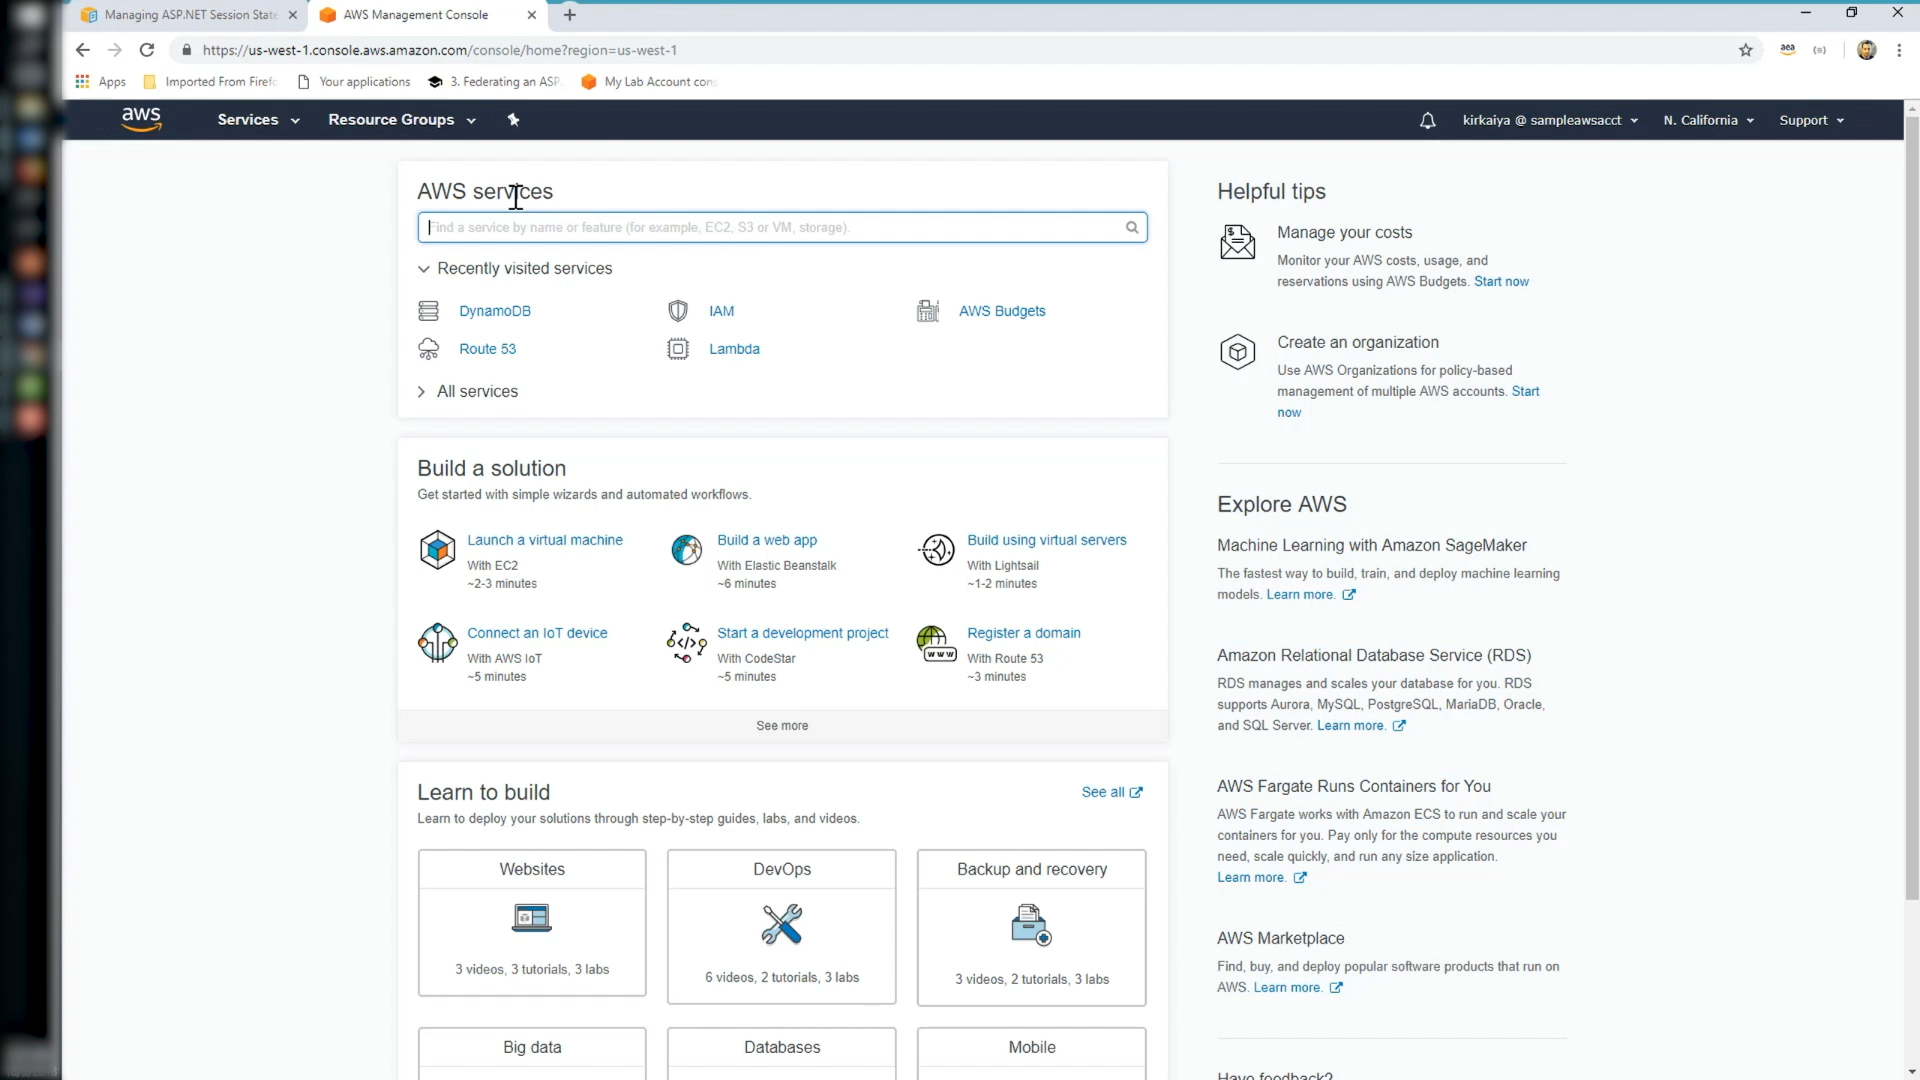 Managing ASP.NET Session State
AWS Management Console
https://us-west-1.console.aws.amazon.com/console/home?region=us-west-1
aea
Apps
Imported From Firefo
Your applications
3. Federating an ASP.
My Lab Account cons
aws
Services
Resource Groups
kirkaiya @ sampleawsacct
N. California
Support
AWS services
Find a service by name or feature (for example, EC2, S3 or VM, storage).
Recently visited services
DynamoDB
IAM
AWS Budgets
Route 53
Lambda
All services
Build a solution
Get started with simple wizards and automated workflows.
Launch a virtual machine
With EC2
~2-3 minutes
Build a web app
With Elastic Beanstalk
~6 minutes
Build using virtual servers
With Lightsail
~1-2 minutes
Connect an IoT device
With AWS IoT
~5 minutes
Start a development project
With CodeStar
~5 minutes
Register a domain
With Route 53
~3 minutes
www
See more
Learn to build
See all
Learn to deploy your solutions through step-by-step guides, labs, and videos.
Websites
3 videos, 3 tutorials, 3 labs
DevOps
6 videos, 2 tutorials, 3 labs
Backup and recovery
3 videos, 2 tutorials, 3 labs
Big data
Databases
Mobile
Helpful tips
Manage your costs
Monitor your AWS costs, usage, and
reservations using AWS Budgets. Start now
Create an organization
Use AWS Organizations for policy-based
management of multiple AWS accounts. Start
now
Explore AWS
Machine Learning with Amazon SageMaker
The fastest way to build, train, and deploy machine learning
models. Learn more.
Amazon Relational Database Service (RDS)
RDS manages and scales your database for you. RDS
supports Aurora, MySQL, PostgreSQL, MariaDB, Oracle,
and SQL Server. Learn more.
AWS Fargate Runs Containers for You
AWS Fargate works with Amazon ECS to run and scale your
containers for you. Pay only for the compute resources you
need, scale quickly, and run any size application.
Learn more.
AWS Marketplace
Find, buy, and deploy popular software products that run on
AWS. Learn more.
Have feedback?